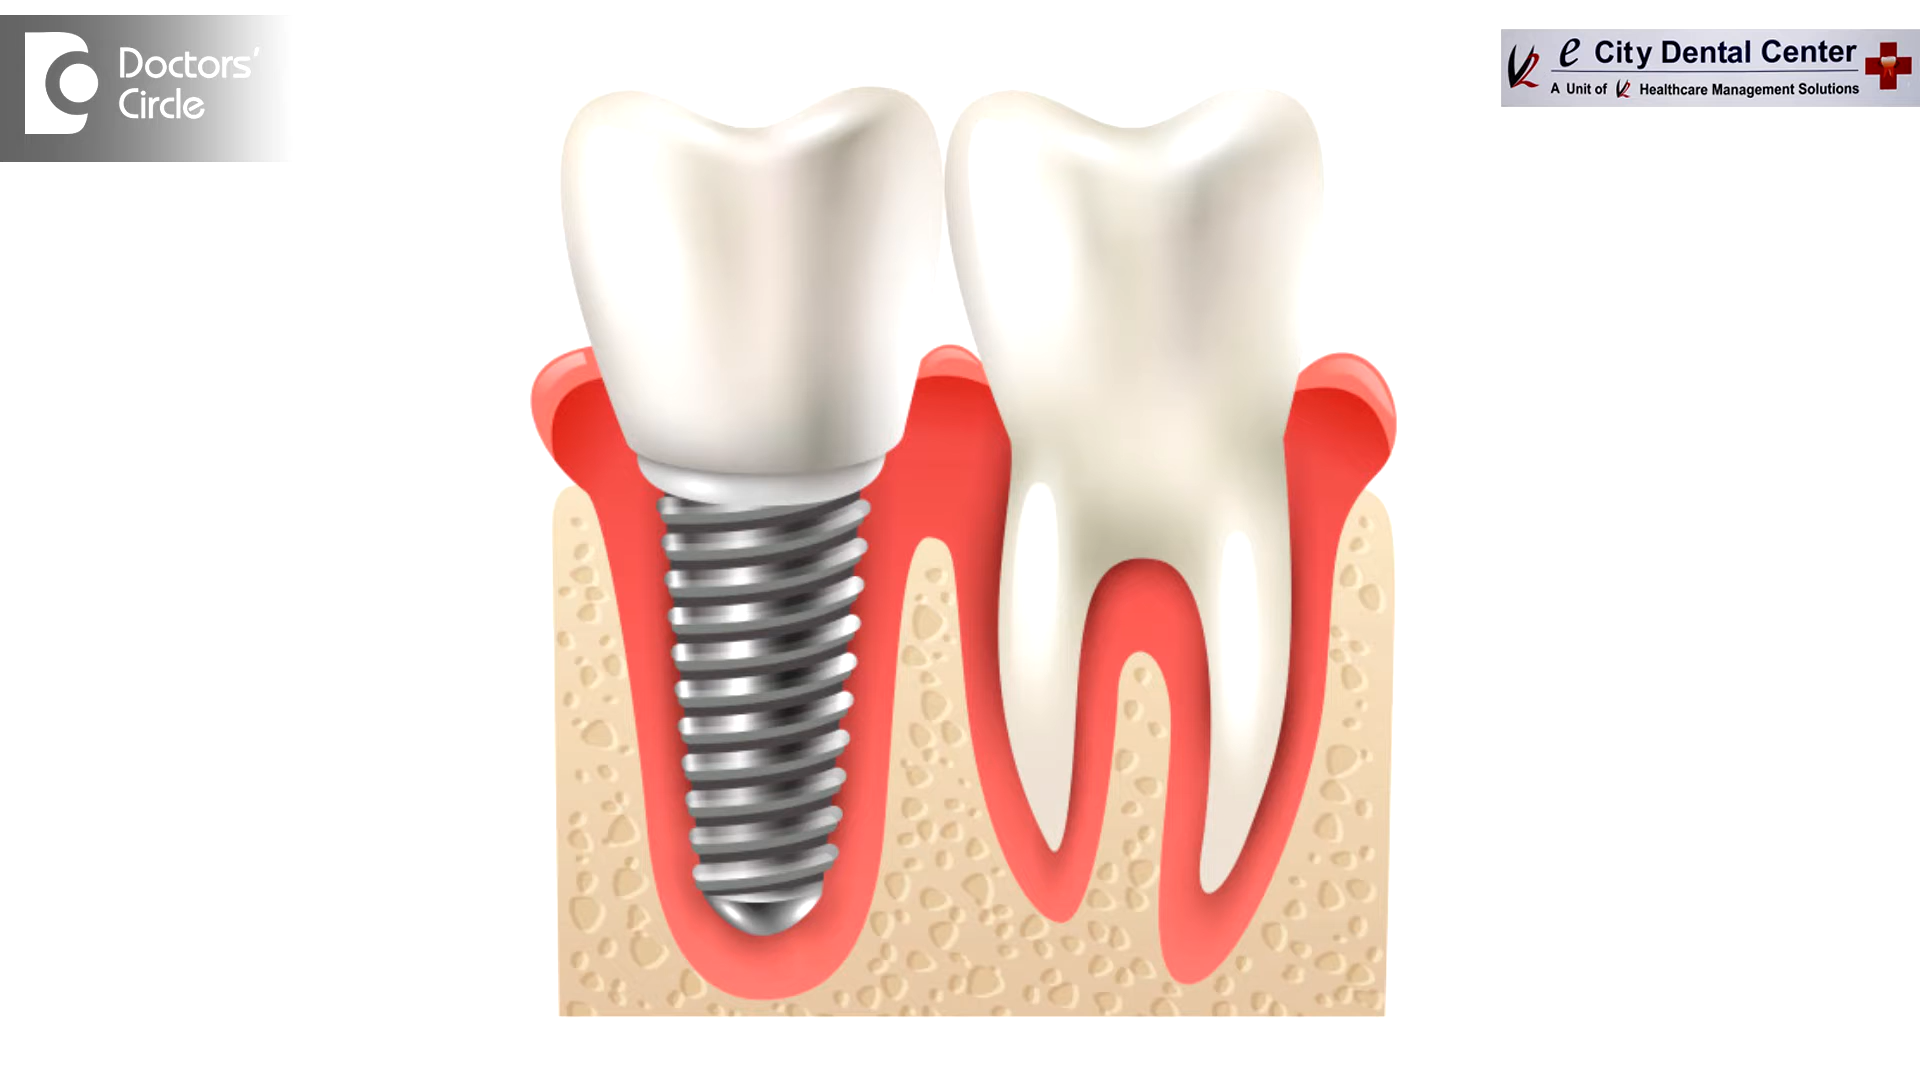 Doctors'
Circle
e City Dental Center
A Unit of Healthcare Management Solutions